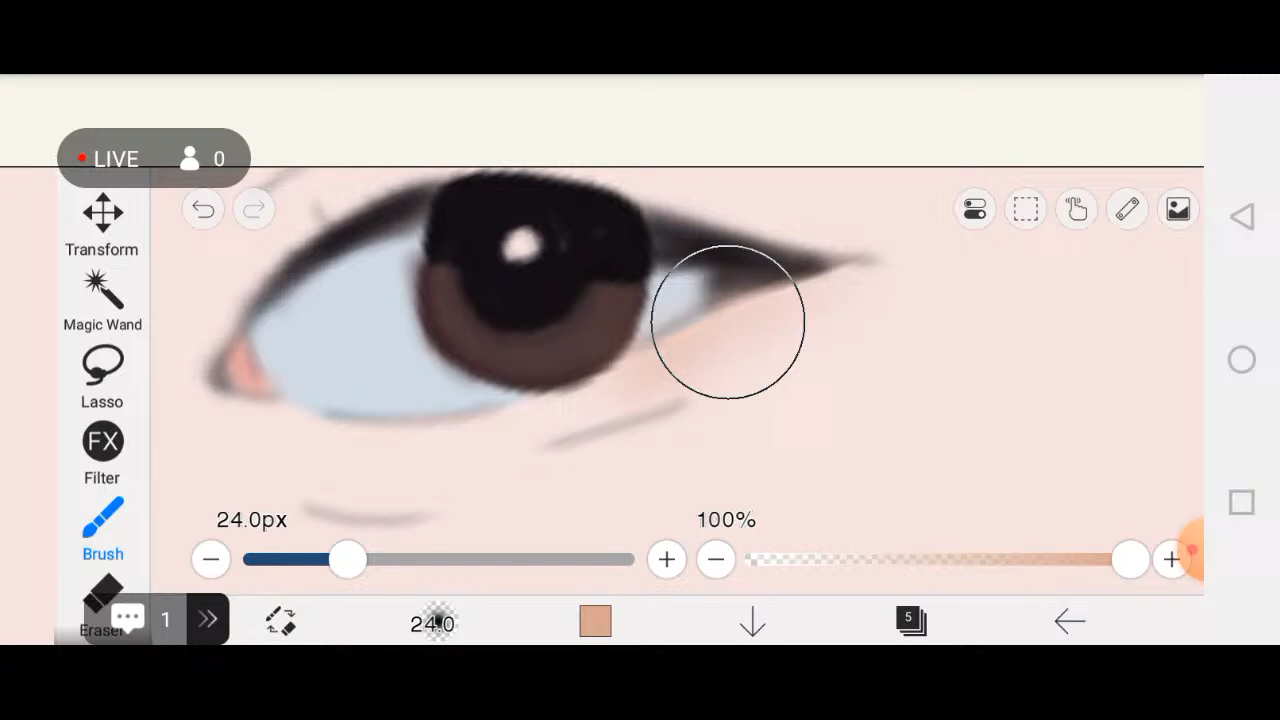 LIVE 0
Transform
Magic Wand
Lasso
FX
Filter
24.0px
100%
Brush
Eraser
1
24.0
5